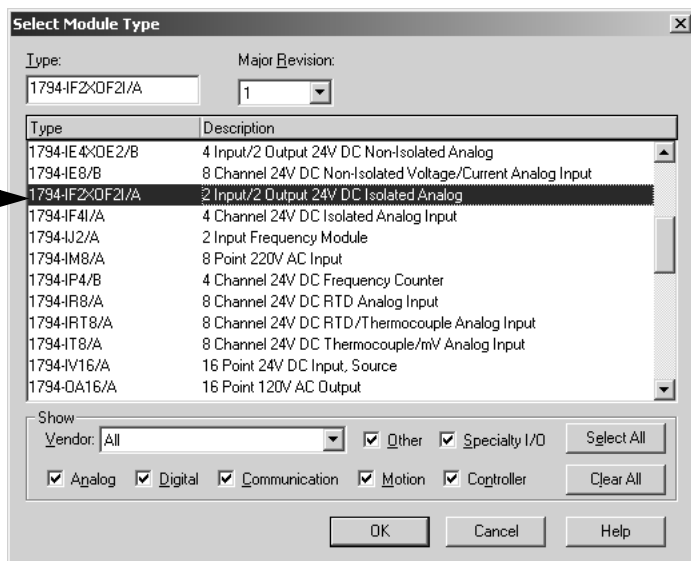 Select Module Type
Type:
Major Revision:
1794-IF2XOF2I/A
1
Type Description
1794-IE4XOE2/B 4 Input/2 Output 24V DC Non-Isolated Analog
1794-IE8/B 8 Channel 24V DC Non-Isolated Voltage/Current Analog Input
1794-IF2XOF2I/A 2 Input/2 Output 24V DC Isolated Analog
1794-IF4I/A 4 Channel 24V DC Isolated Analog Input
1794-IJ2/A 2 Input Frequency Module
1794-IM8/A 8 Point 220V AC Input
1794-IP4/B 4 Channel 24V DC Frequency Counter
1794-IR8/A 8 Channel 24V DC RTD Analog Input
1794-IRT8/A 8 Channel 24V DC RTD/Thermocouple Analog Input
1794-IT8/A 8 Channel 24V DC Thermocouple/mV Analog Input
1794-IV16/A 16 Point 24V DC Input, Source
1794-OA16/A 16 Point 120V AC Output
Show
Vendor: All Other Specialty I/O Select All
Analog Digital Communication Motion Controller Clear All
OK Cancel Help